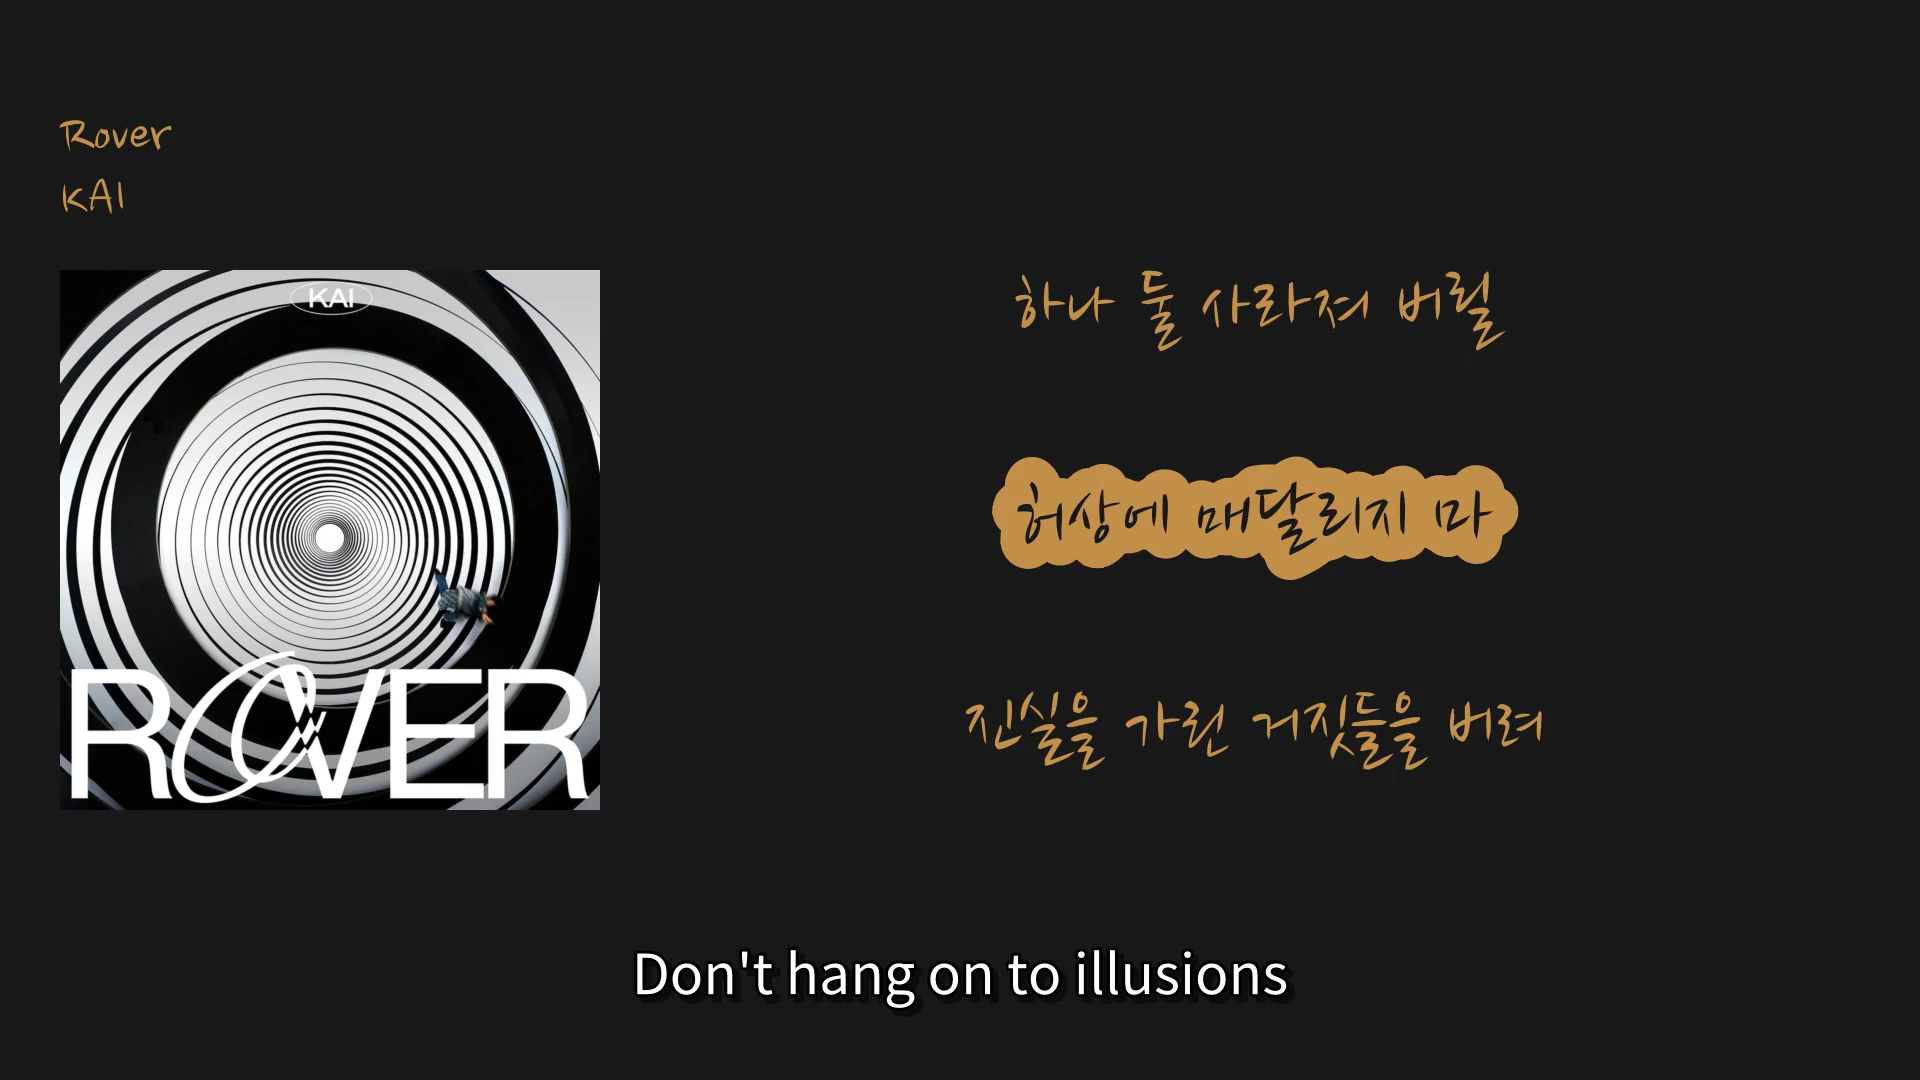 Rover
KAI
KAI
ROVER
하나 둘 사라져 버릴
허상에 매달리지 마
진실을 가린 거짓들을 버려
Don't hang on to illusions